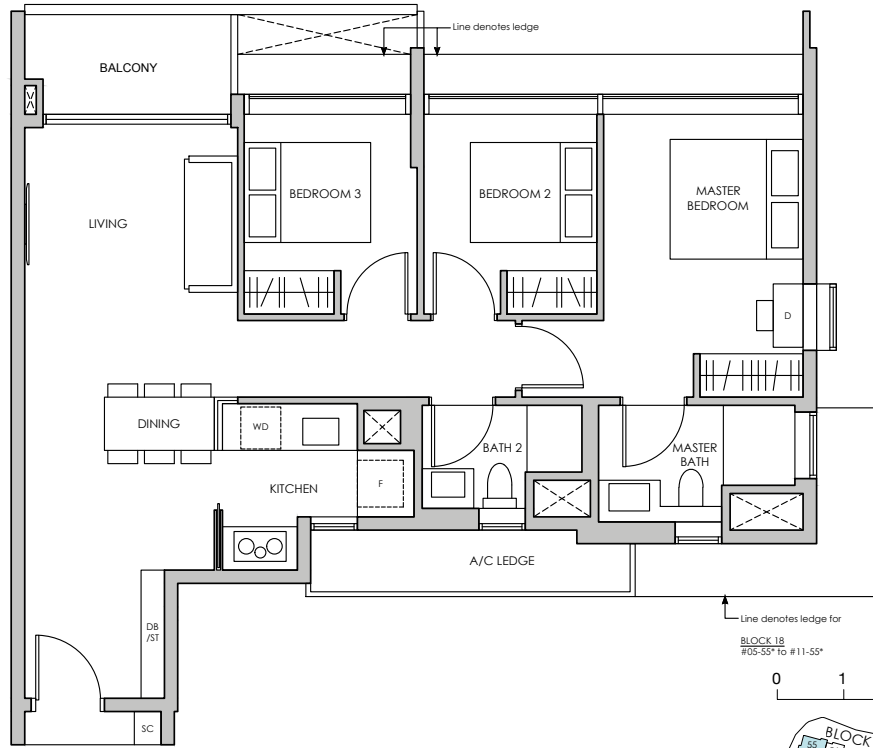 Line denotes ledge
BALCONY
BEDROOM 3
BEDROOM 2
MASTER
BEDROOM
LIVING
D
DINING
WD
BATH 2
MASTER
BATH
KITCHEN
F
A/C LEDGE
DB
/ST
Line denotes ledge for
BLOCK 18
#05-55* to #11-55*
0 1
SC
BLOCK
55